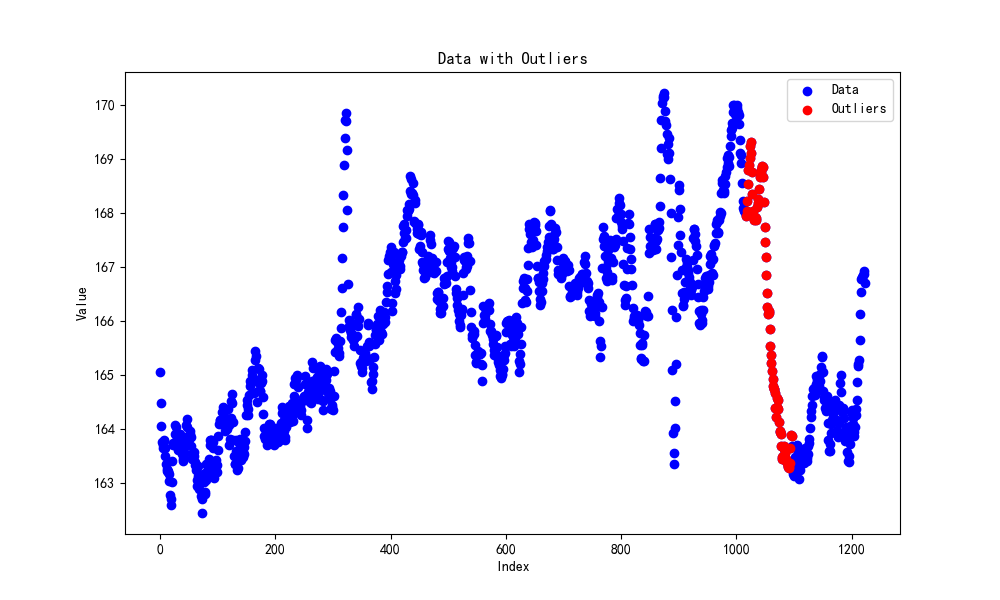 Data with Outliers
Data
Outliers
170
169
168
167
166
165
164
163
Value
0 200 400 600 800 1000 1200
Index